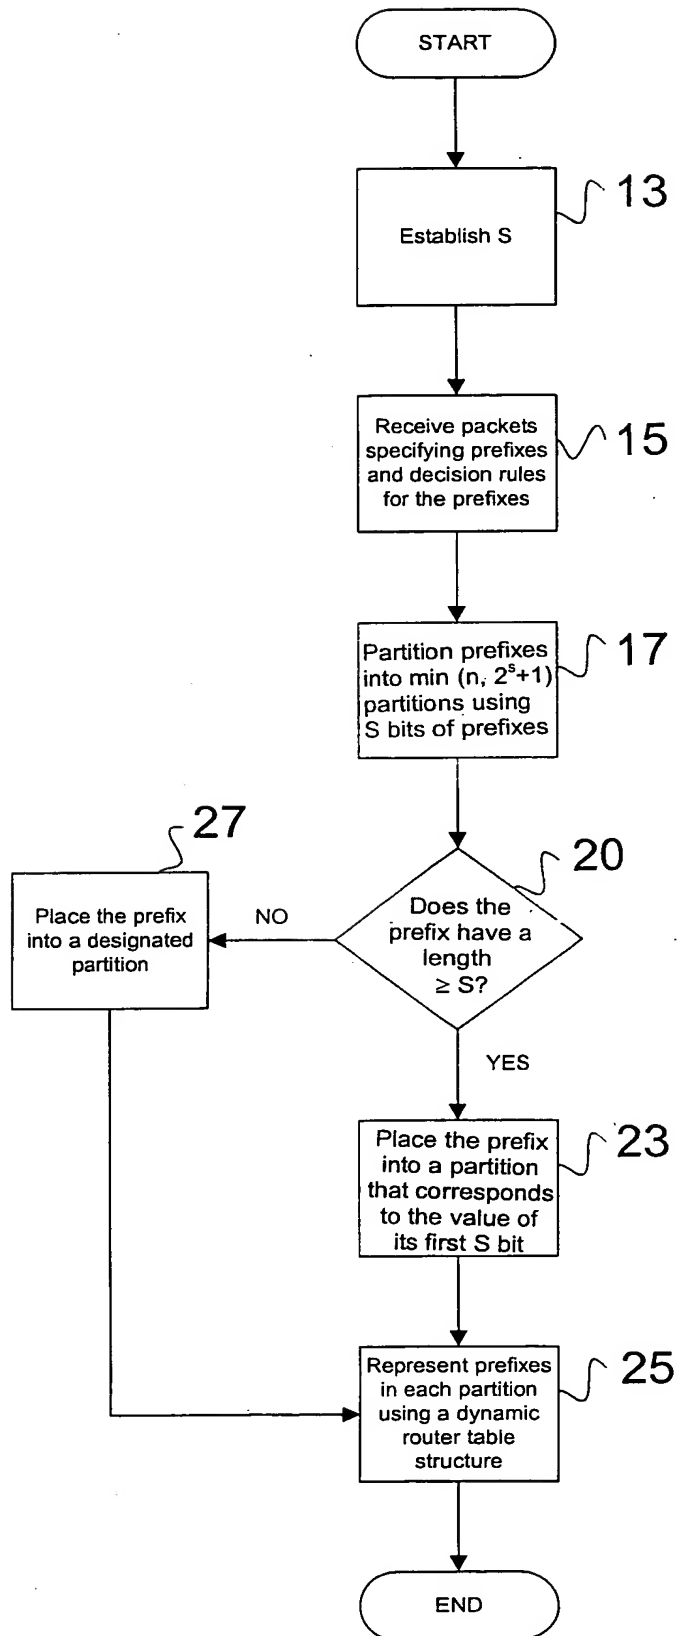 START
13
Establish S
Receive packets
specifying prefixes
and decision rules
for the prefixes
15
Partition prefixes
into min (n, 2^s+1)
partitions using
S bits of prefixes
17
27
20
Place the prefix
into a designated
partition
NO
Does the
prefix have a
length
≥ S?
YES
Place the prefix
into a partition
that corresponds
to the value of
its first S bit
23
Represent prefixes
in each partition
using a dynamic
router table
structure
25
END